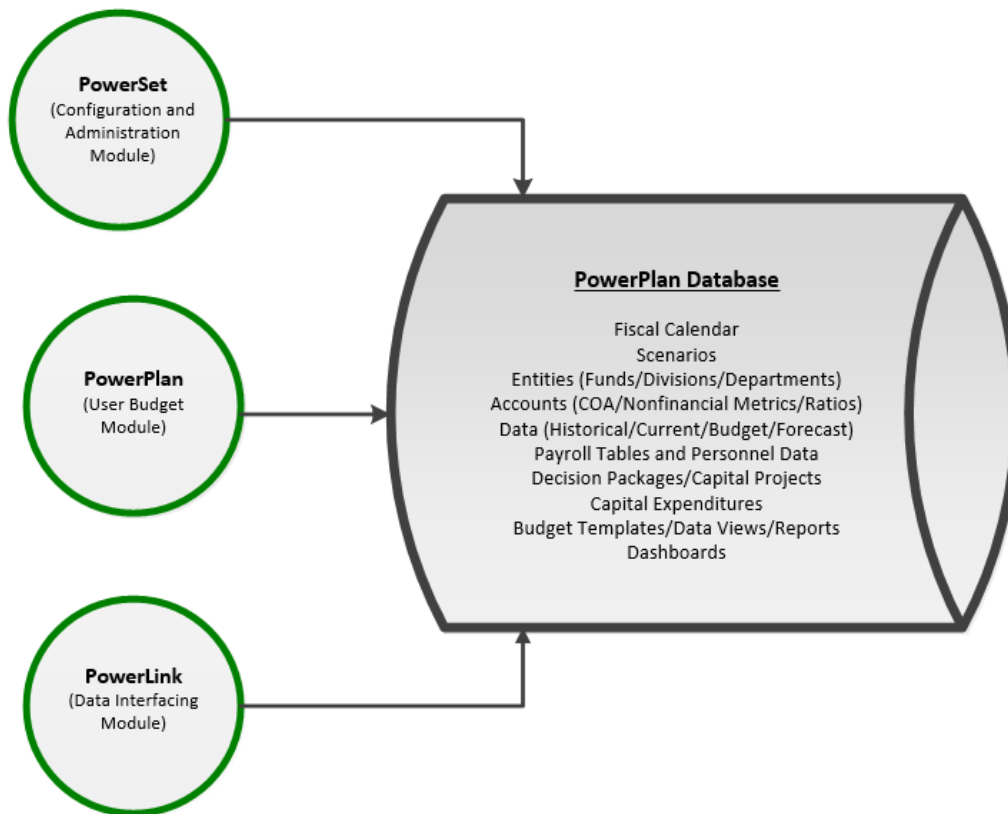 PowerSet
(Configuration and
Administration
Module)
PowerPlan
(User Budget
Module)
PowerLink
(Data Interfacing
Module)
PowerPlan Database
Fiscal Calendar
Scenarios
Entities (Funds/Divisions/Departments)
Accounts (COA/Nonfinancial Metrics/Ratios)
Data (Historical/Current/Budget/Forecast)
Payroll Tables and Personnel Data
Decision Packages/Capital Projects
Capital Expenditures
Budget Templates/Data Views/Reports
Dashboards